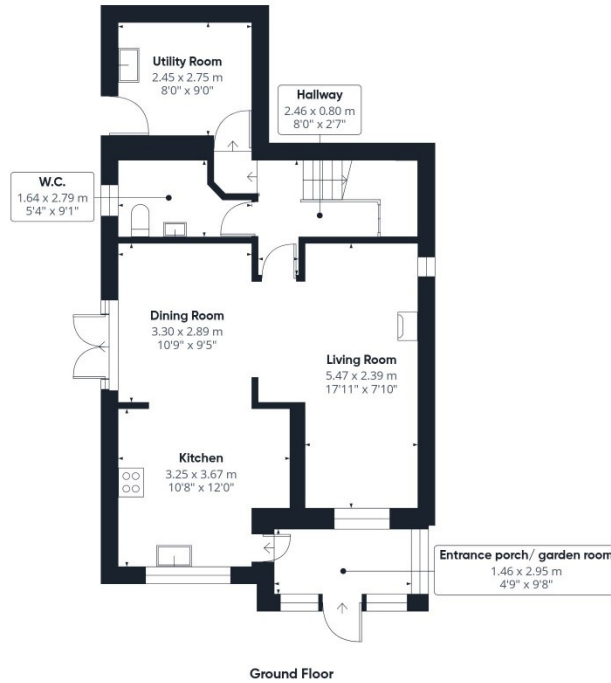 Utility Room
2.45 x 2.75 m
8'0" x 9'0"
Hallway
2.46 x 0.80 m
8'0" x 2'7"
W.C.
1.64 x 2.79 m
5'4" x 9'1"
Dining Room
3.30 x 2.89 m
10'9" x 9'5"
Living Room
5.47 x 2.39 m
17'11" x 7'10"
Kitchen
3.25 x 3.67 m
10'8" x 12'0"
Entrance porch/ garden room
1.46 x 2.95 m
4'9" x 9'8"
Ground Floor